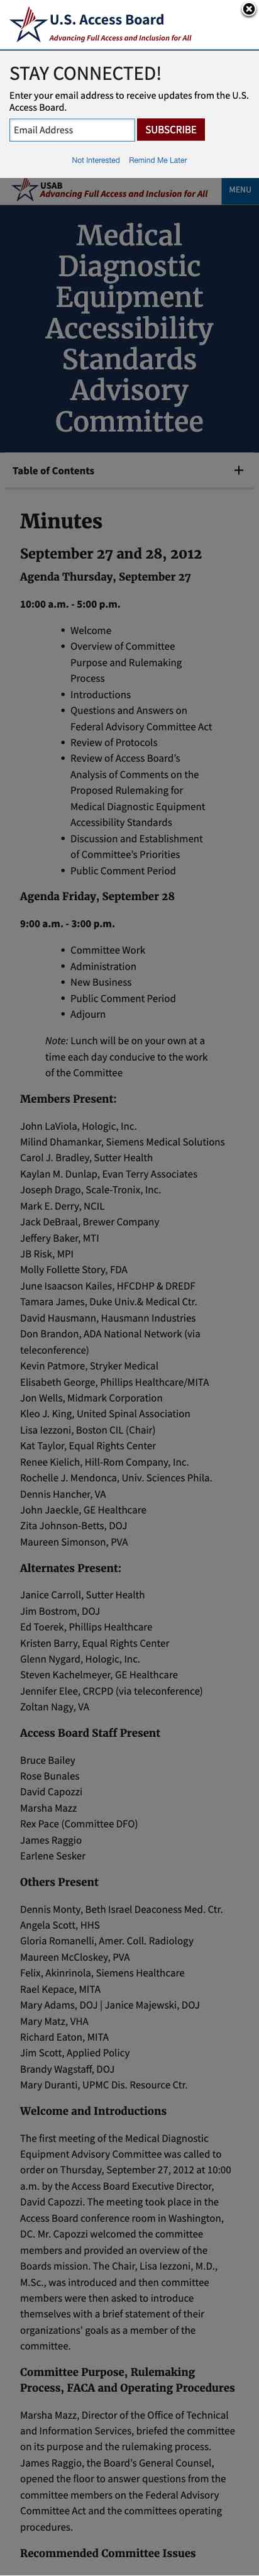 U.S. Access Board
Advancing Full Access and Inclusion for All
STAY CONNECTED!
Enter your email address to receive updates from the U.S.
Access Board.
Email Address
SUBSCRIBE
Not Interested Remind Me Later
USAB
Advancing Full Access and Inclusion for All
MENU
Medical
Diagnostic
Equipment
Accessibility
Standards
Advisory
Committee
Table of Contents
Minutes
September 27 and 28, 2012
Agenda Thursday, September 27
10:00 a.m. - 5:00 p.m.
• Welcome
• Overview of Committee
Purpose and Rulemaking
Process
• Introductions
• Questions and Answers on
Federal Advisory Committee Act
• Review of Protocols
• Review of Access Board's
Analysis of Comments on the
Proposed Rulemaking for
Medical Diagnostic Equipment
Accessibility Standards
• Discussion and Establishment
of Committee's Priorities
• Public Comment Period
Agenda Friday, September 28
9:00 a.m. - 3:00 p.m.
• Committee Work
• Administration
• New Business
• Public Comment Period
• Adjourn
Note: Lunch will be on your own at a
time each day conducive to the work
of the Committee
Members Present:
John LaViola, Hologic, Inc.
Milind Dhamankar, Siemens Medical Solutions
Carol J. Bradley, Sutter Health
Kaylan M. Dunlap, Evan Terry Associates
Joseph Drago, Scale-Tronix, Inc.
Mark E. Derry, NCIL
Jack DeBraal, Brewer Company
Jeffery Baker, MTI
JB Risk, MPI
Molly Follette Story, FDA
June Isaacson Kailes, HFCDHP & DREDF
Tamara James, Duke Univ.& Medical Ctr.
David Hausmann, Hausmann Industries
Don Brandon, ADA National Network (via
teleconference)
Kevin Patmore, Stryker Medical
Elisabeth George, Phillips Healthcare/MITA
Jon Wells, Midmark Corporation
Kleo J. King, United Spinal Association
Lisa Iezzoni, Boston CIL (Chair)
Kat Taylor, Equal Rights Center
Renee Kielich, Hill-Rom Company, Inc.
Rochelle J. Mendonca, Univ. Sciences Phila.
Dennis Hancher, VA
John Jaeckle, GE Healthcare
Zita Johnson-Betts, DOJ
Maureen Simonson, PVA
Alternates Present:
Janice Carroll, Sutter Health
Jim Bostrom, DOJ
Ed Toerek, Phillips Healthcare
Kristen Barry, Equal Rights Center
Glenn Nygard, Hologic, Inc.
Steven Kachelmeyer, GE Healthcare
Jennifer Elee, CRCPD (via teleconference)
Zoltan Nagy, VA
Access Board Staff Present
Bruce Bailey
Rose Bunales
David Capozzi
Marsha Mazz
Rex Pace (Committee DFO)
James Raggio
Earlene Sesker
Others Present
Dennis Monty, Beth Israel Deaconess Med. Ctr.
Angela Scott, HHS
Gloria Romanelli, Amer. Coll. Radiology
Maureen McCloskey, PVA
Felix, Akinrinola, Siemens Healthcare
Rael Kepace, MITA
Mary Adams, DOJ | Janice Majewski, DOJ
Mary Matz, VHA
Richard Eaton, MITA
Jim Scott, Applied Policy
Brandy Wagstaff, DOJ
Mary Duranti, UPMC Dis. Resource Ctr.
Welcome and Introductions
The first meeting of the Medical Diagnostic
Equipment Advisory Committee was called to
order on Thursday, September 27, 2012 at 10:00
a.m. by the Access Board Executive Director,
David Capozzi. The meeting took place in the
Access Board conference room in Washington,
DC. Mr. Capozzi welcomed the committee
members and provided an overview of the
Boards mission. The Chair, Lisa Iezzoni, M.D.,
M.Sc., was introduced and then committee
members were then asked to introduce
themselves with a brief statement of their
organizations' goals as a member of the
committee.
Committee Purpose, Rulemaking
Process, FACA and Operating Procedures
Marsha Mazz, Director of the Office of Technical
and Information Services, briefed the committee
on its purpose and the rulemaking process.
James Raggio, the Board's General Counsel,
opened the floor to answer questions from the
committee members on the Federal Advisory
Committee Act and the committees operating
procedures.
Recommended Committee Issues